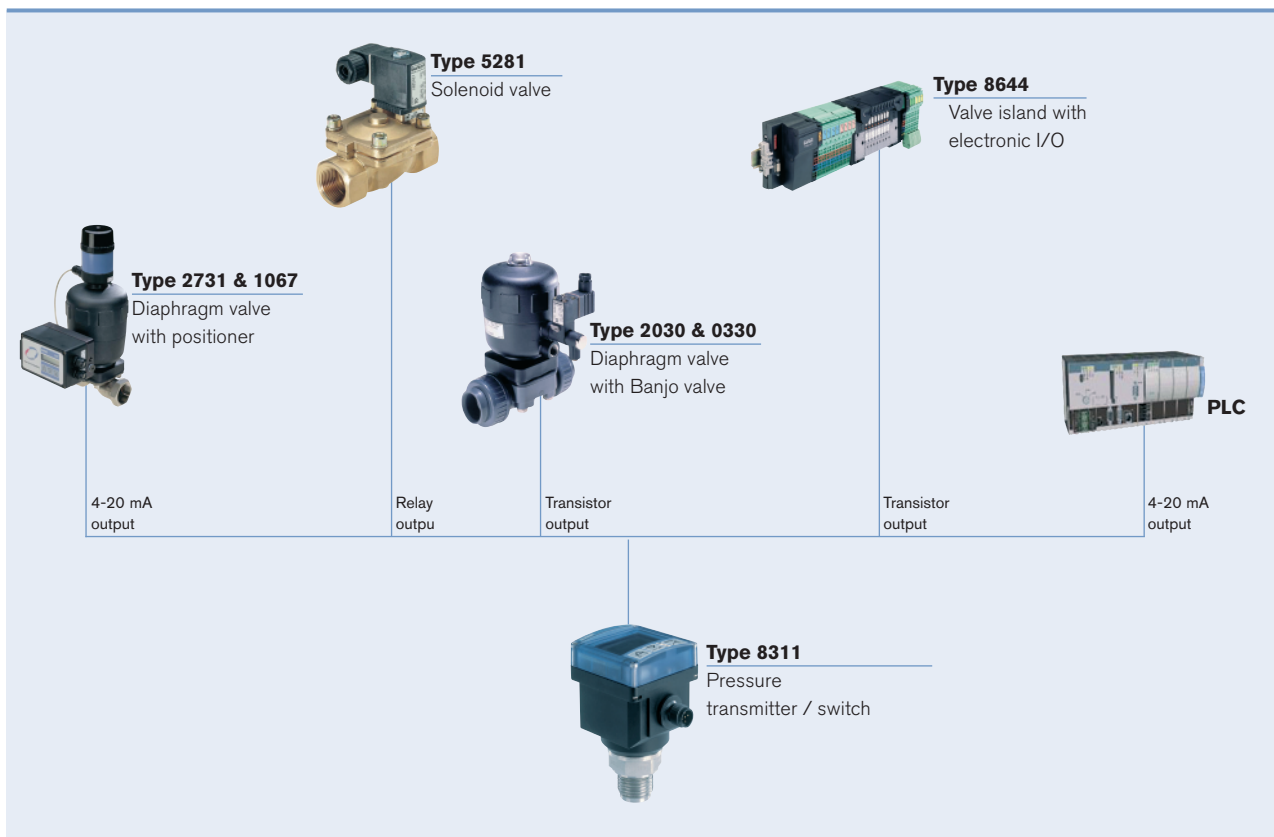 Type 5281
Solenoid valve
Type 8644
Valve island with
electronic I/O
Type 2731 & 1067
Diaphragm valve
with positioner
Type 2030 & 0330
Diaphragm valve
with Banjo valve
PLC
4-20 mA
output
Relay
outpu
Transistor
output
Transistor
output
4-20 mA
output
Type 8311
Pressure
transmitter / switch